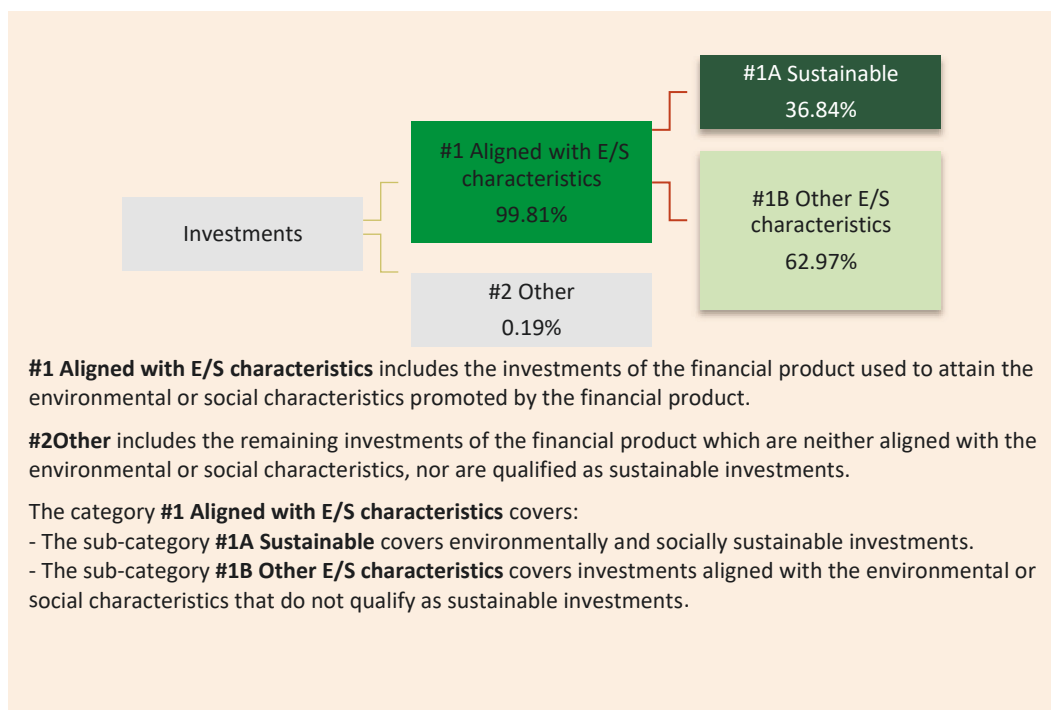 #1A Sustainable
36.84%
#1 Aligned with E/S
characteristics
99.81%
#1B Other E/S
characteristics
62.97%
Investments
#2 Other
0.19%
#1 Aligned with E/S characteristics includes the investments of the financial product used to attain the
environmental or social characteristics promoted by the financial product.
#2Other includes the remaining investments of the financial product which are neither aligned with the
environmental or social characteristics, nor are qualified as sustainable investments.
The category #1 Aligned with E/S characteristics covers:
- The sub-category #1A Sustainable covers environmentally and socially sustainable investments.
- The sub-category #1B Other E/S characteristics covers investments aligned with the environmental or
social characteristics that do not qualify as sustainable investments.